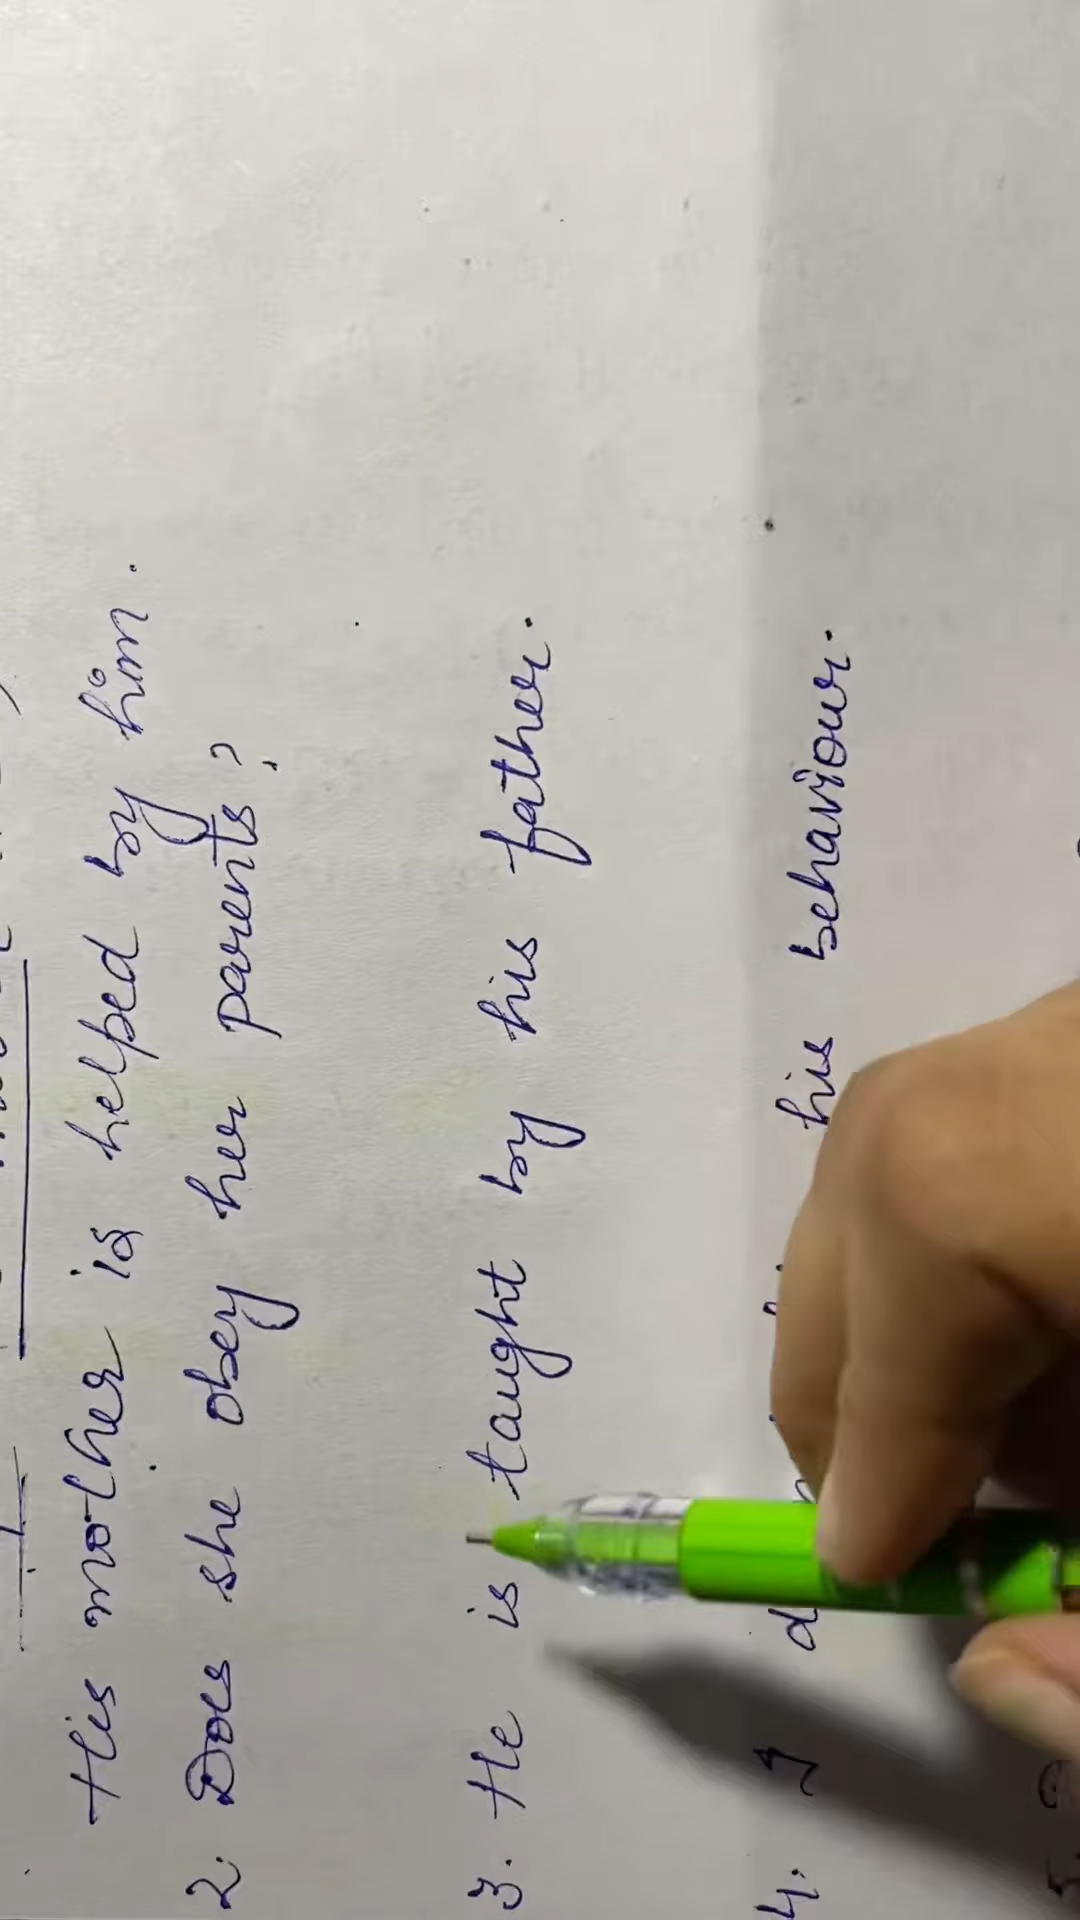 His mother is helped by him.
2. Does she obey her parents?
3. He is taught by his father.
4. I his behaviour.
5.